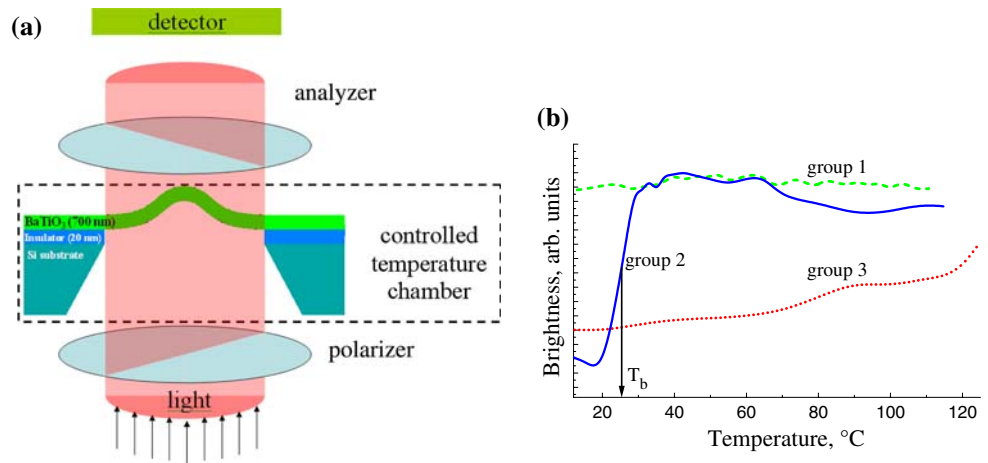 (a)
detector
analyzer
BaTiO₃ (700 nm)
Insulator (20 nm)
Si substrate
controlled
temperature
chamber
polarizer
light
(b)
Brightness, arb. units
group 1
group 2
group 3
T_b
20 40 60 80 100 120
Temperature, °C